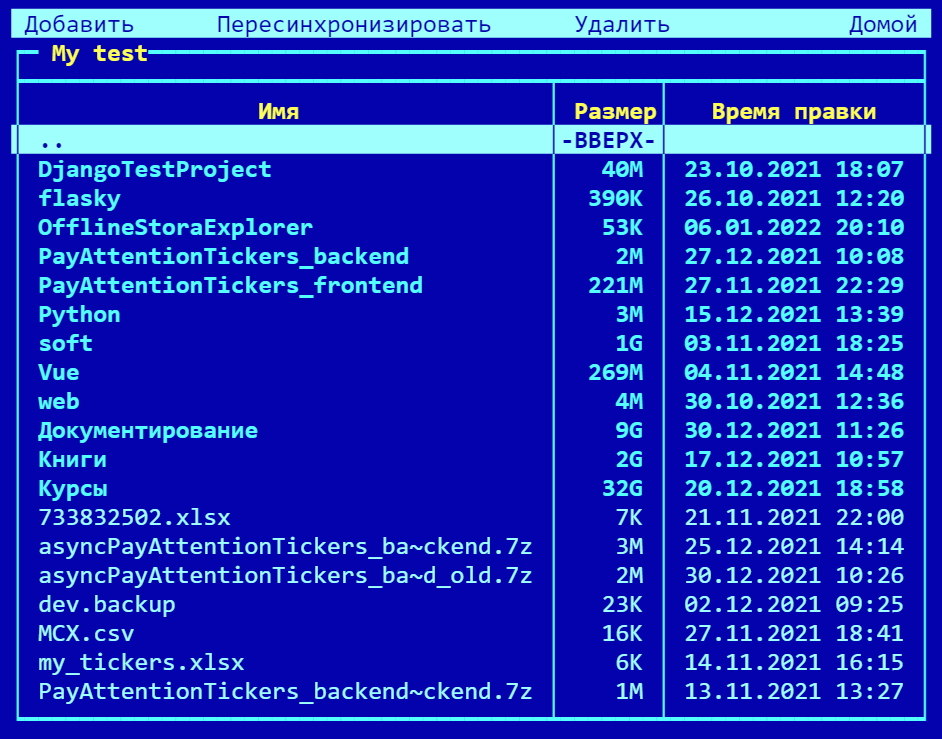 Добавить Пересинхронизировать Удалить Домой
My test
Имя Размер Время правки
.. -ВВЕРХ-
DjangoTestProject 40M 23.10.2021 18:07
flasky 390K 26.10.2021 12:20
OfflineStoraExplorer 53K 06.01.2022 20:10
PayAttentionTickers_backend 2M 27.12.2021 10:08
PayAttentionTickers_frontend 221M 27.11.2021 22:29
Python 3M 15.12.2021 13:39
soft 1G 03.11.2021 18:25
Vue 269M 04.11.2021 14:48
web 4M 30.10.2021 12:36
Документирование 9G 30.12.2021 11:26
Книги 2G 17.12.2021 10:57
Курсы 32G 20.12.2021 18:58
733832502.xlsx 7K 21.11.2021 22:00
asyncPayAttentionTickers_ba~ckend.7z 3M 25.12.2021 14:14
asyncPayAttentionTickers_ba~d_old.7z 2M 30.12.2021 10:26
dev.backup 23K 02.12.2021 09:25
MCX.csv 16K 27.11.2021 18:41
my_tickers.xlsx 6K 14.11.2021 16:15
PayAttentionTickers_backend~ckend.7z 1M 13.11.2021 13:27